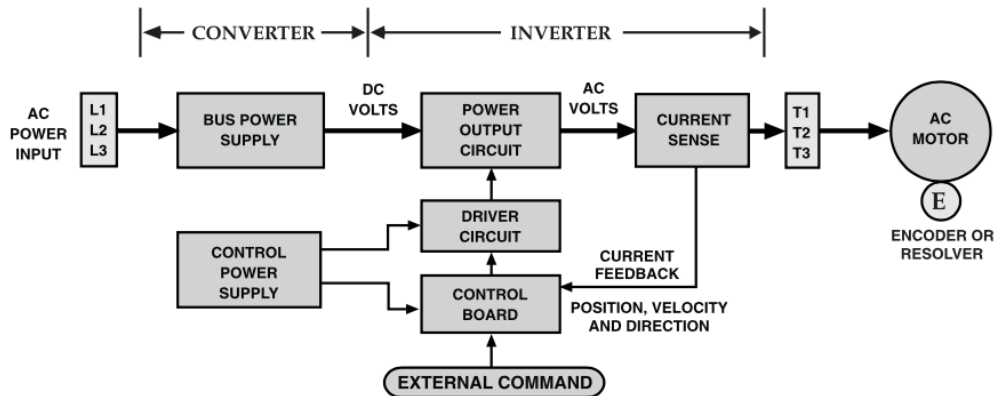 CONVERTER
INVERTER
AC
POWER
INPUT
L1
L2
L3
BUS POWER
SUPPLY
DC
VOLTS
POWER
OUTPUT
CIRCUIT
AC
VOLTS
CURRENT
SENSE
T1
T2
T3
AC
MOTOR
E
ENCODER OR
RESOLVER
DRIVER
CIRCUIT
CONTROL
POWER
SUPPLY
CURRENT
FEEDBACK
CONTROL
BOARD
POSITION, VELOCITY
AND DIRECTION
EXTERNAL COMMAND